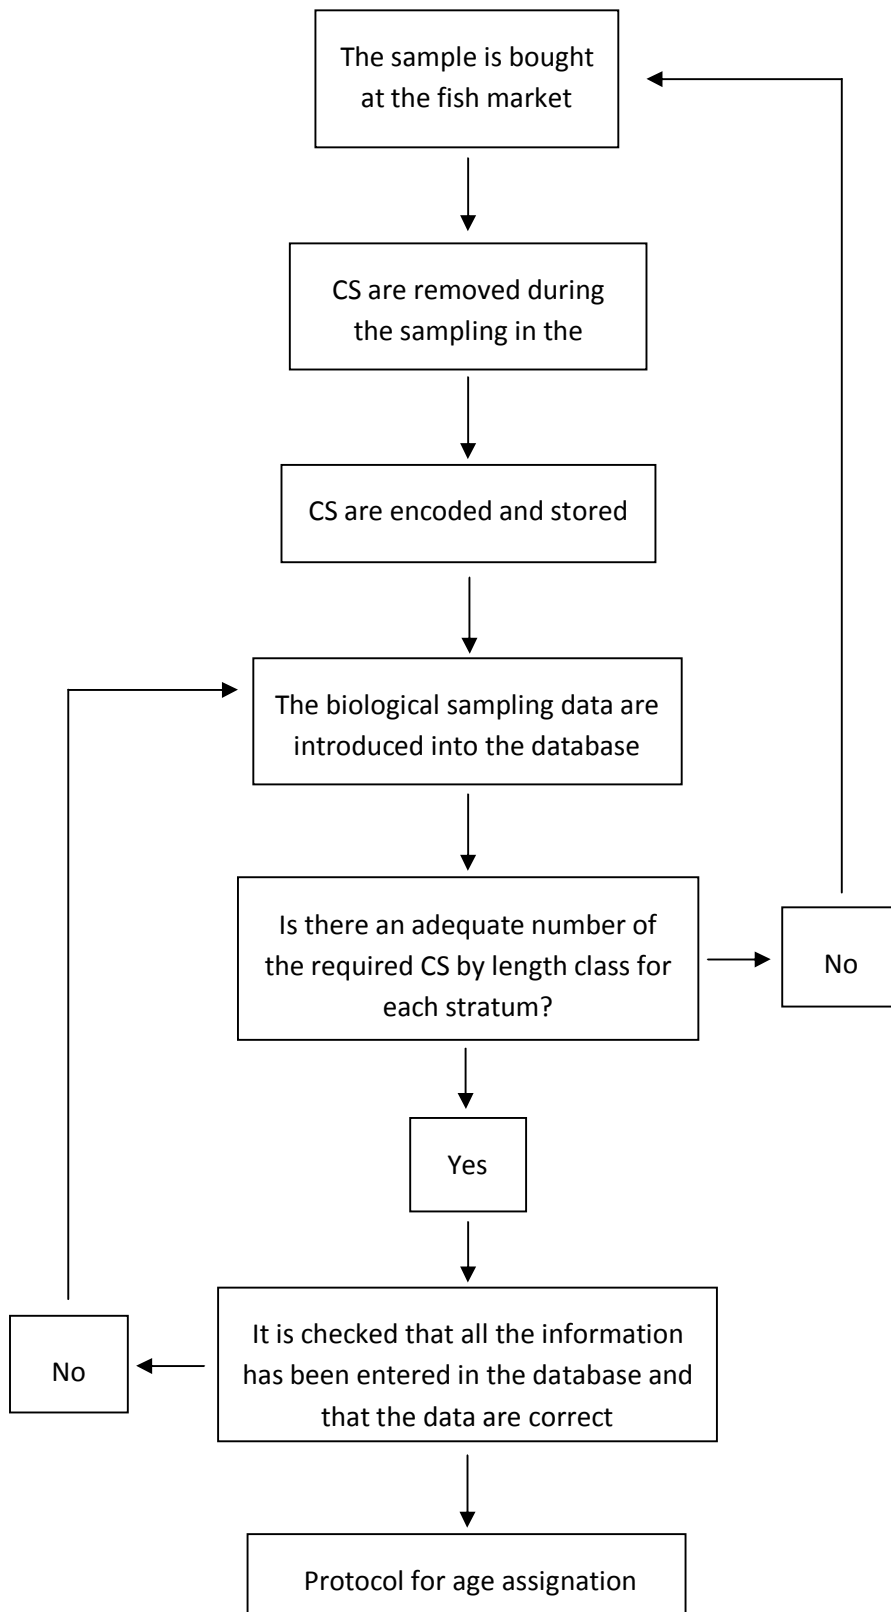 The sample is bought
at the fish market
CS are removed during
the sampling in the
CS are encoded and stored
The biological sampling data are
introduced into the database
Is there an adequate number of
the required CS by length class for
each stratum?
No
Yes
It is checked that all the information
has been entered in the database and
that the data are correct
No
Protocol for age assignation